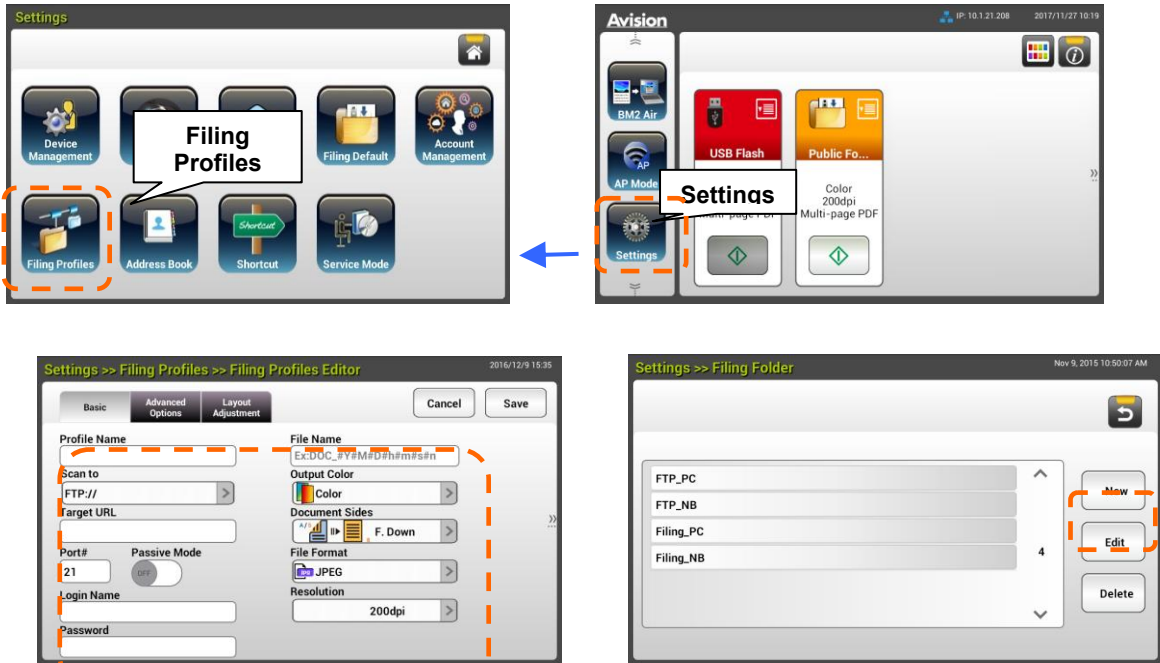 Settings
Device
Management
Filing
Profiles
Filing Default
Account
Management
Filing Profiles
Address Book
Shortcut
Shortcut
Service Mode
Avision
IP: 10.1.21.208
2017/11/27 10:19
BM2 Air
AP
AP Mode
Settings
Settings
USB Flash
Multi-page PDF
Public Fo...
Color
200dpi
Multi-page PDF
Settings >> Filing Profiles >> Filing Profiles Editor
2016/12/9 15:35
Basic
Advanced
Options
Layout
Adjustment
Cancel
Save
Profile Name
Scan to
FTP://
Target URL
Port#
Passive Mode
21
OFF
Login Name
Password
File Name
Ex:DOC_#Y#M#D#h#m#s#n
Output Color
Color
Document Sides
F. Down
File Format
JPEG
Resolution
200dpi
Settings >> Filing Folder
Nov 9, 2015 10:50:07 AM
FTP_PC
FTP_NB
Filing_PC
Filing_NB
4
New
Edit
Delete